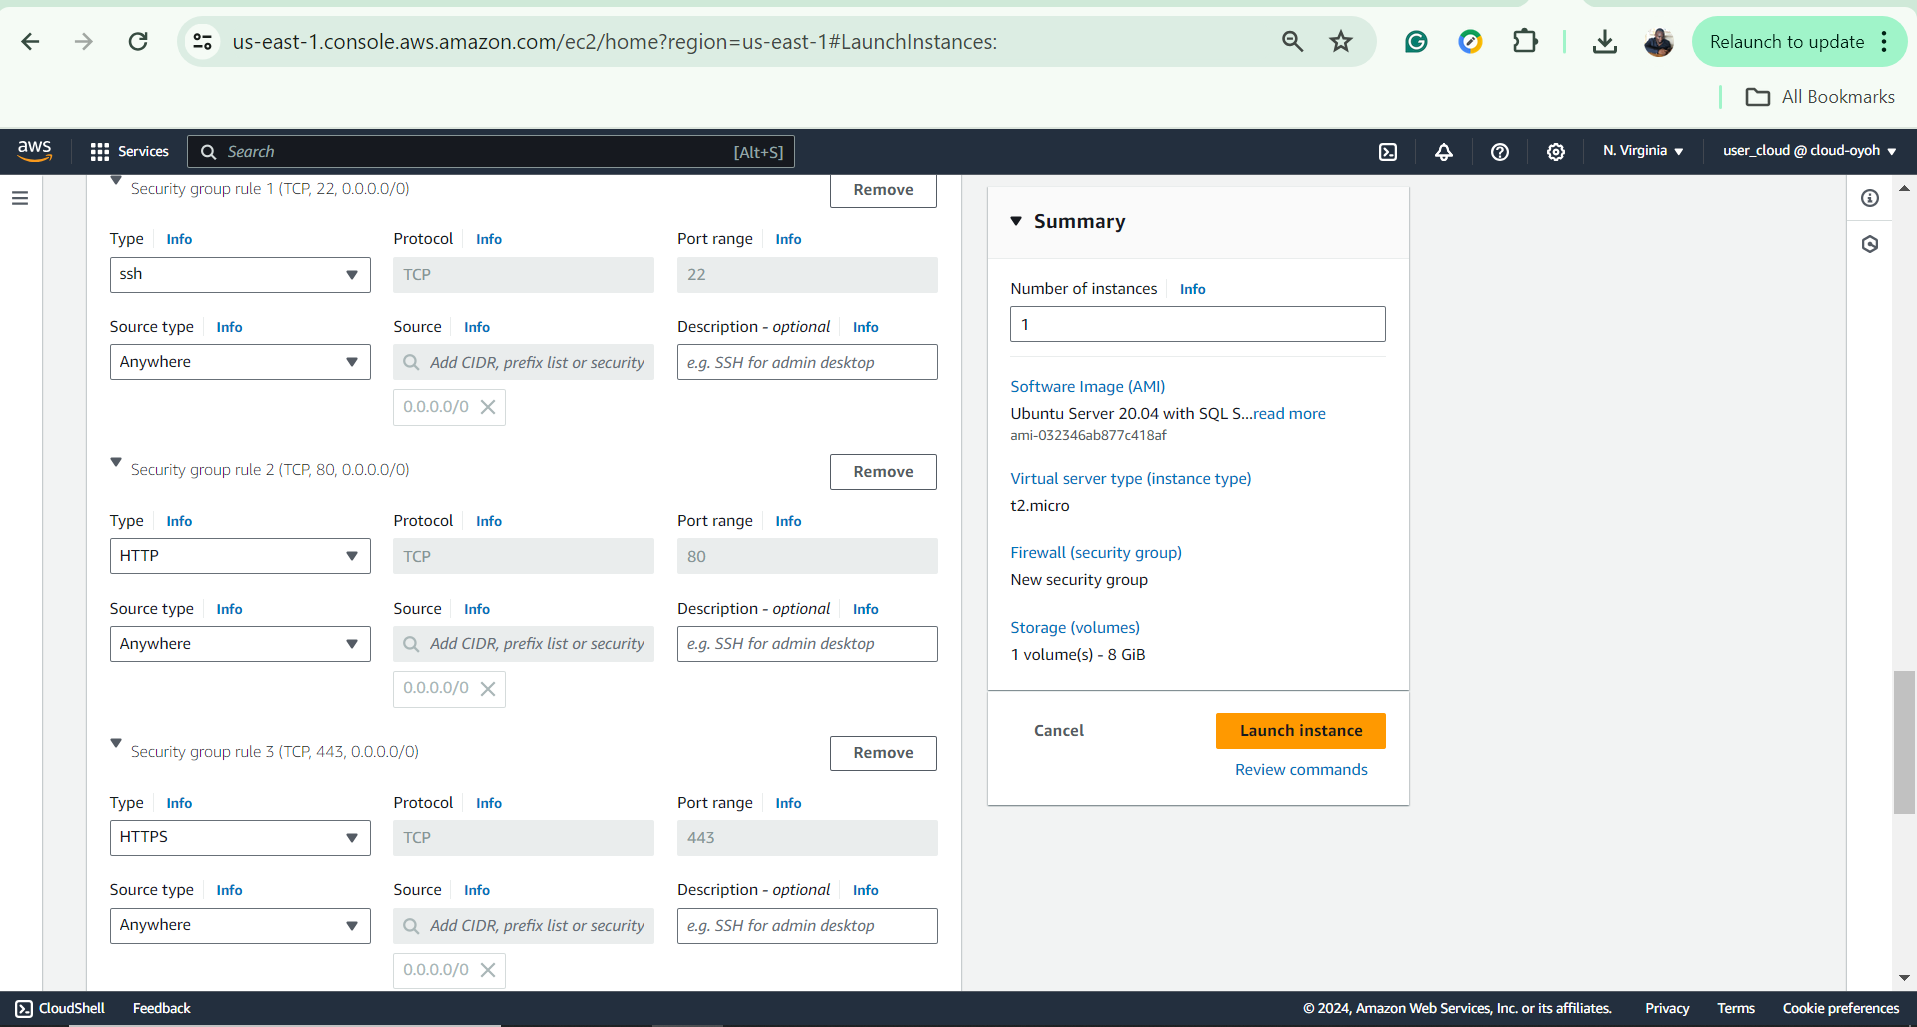 us-east-1.console.aws.amazon.com/ec2/home?region=us-east-1#LaunchInstances:
Relaunch to update
All Bookmarks
aws
Services
Search
[Alt+S]
N. Virginia
user_cloud @ cloud-oyoh
Security group rule 1 (TCP, 22, 0.0.0.0/0)
Remove
Type Info Protocol Info Port range Info
ssh TCP 22
Source type Info Source Info Description - optional Info
Anywhere Add CIDR, prefix list or security e.g. SSH for admin desktop
0.0.0.0/0
Security group rule 2 (TCP, 80, 0.0.0.0/0)
Remove
Type Info Protocol Info Port range Info
HTTP TCP 80
Source type Info Source Info Description - optional Info
Anywhere Add CIDR, prefix list or security e.g. SSH for admin desktop
0.0.0.0/0
Security group rule 3 (TCP, 443, 0.0.0.0/0)
Remove
Type Info Protocol Info Port range Info
HTTPS TCP 443
Source type Info Source Info Description - optional Info
Anywhere Add CIDR, prefix list or security e.g. SSH for admin desktop
0.0.0.0/0
Summary
Number of instances Info
1
Software Image (AMI)
Ubuntu Server 20.04 with SQL S...read more
ami-032346ab877c418af
Virtual server type (instance type)
t2.micro
Firewall (security group)
New security group
Storage (volumes)
1 volume(s) - 8 GiB
Cancel
Launch instance
Review commands
CloudShell
Feedback
© 2024, Amazon Web Services, Inc. or its affiliates.
Privacy
Terms
Cookie preferences